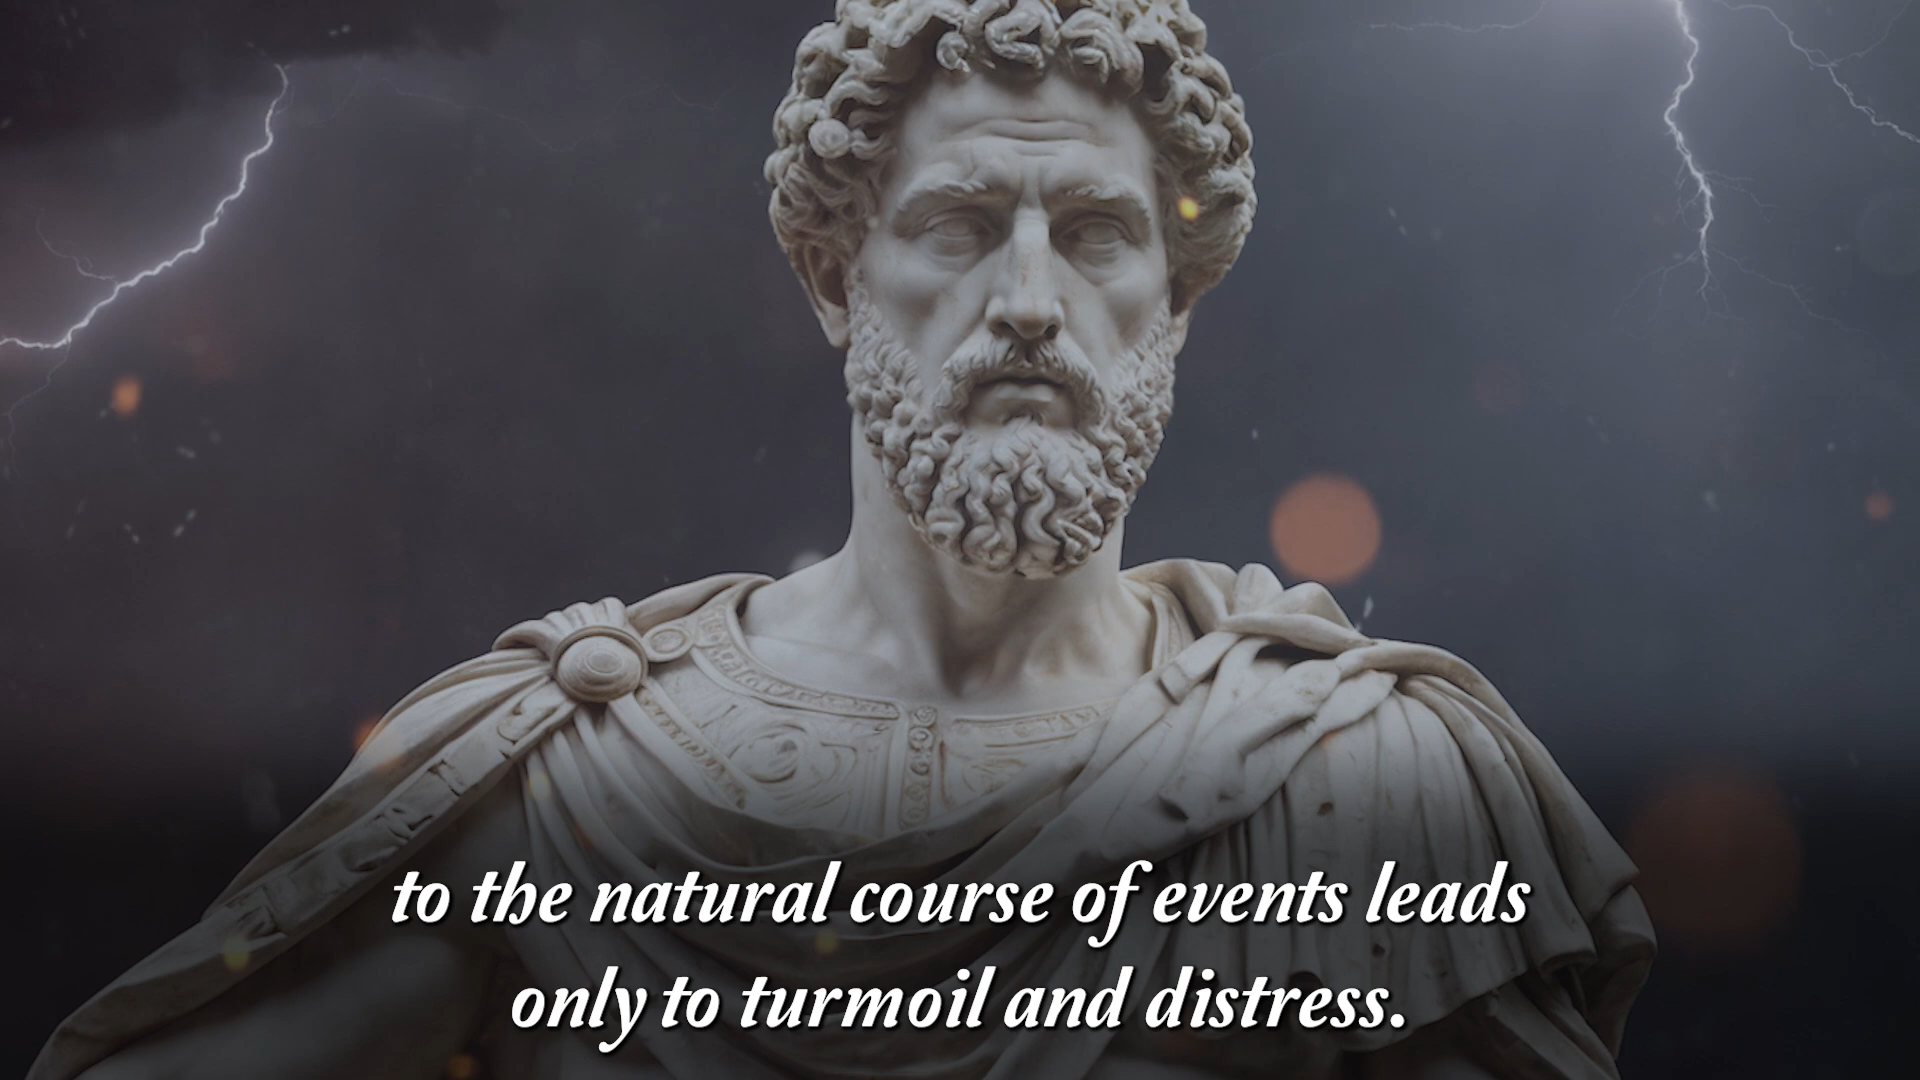 to the natural course of events leads
only to turmoil and distress.